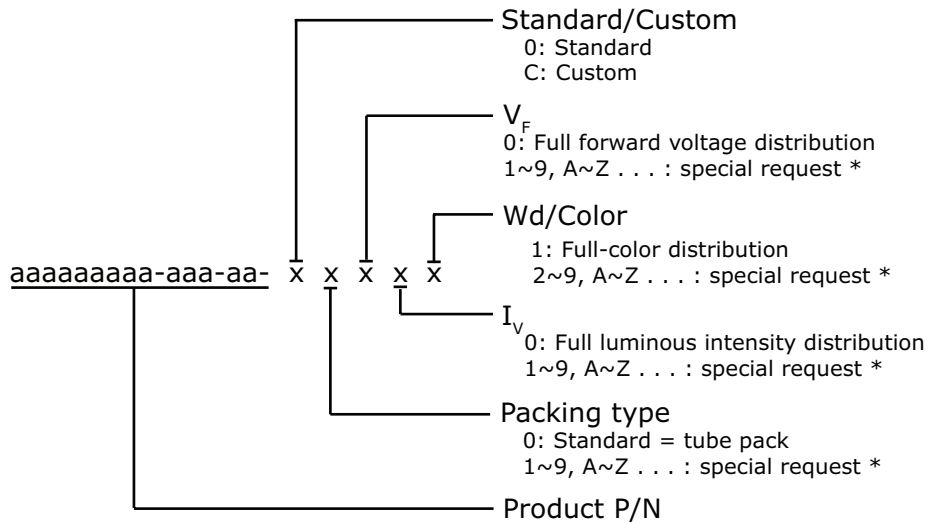 Standard/Custom
0: Standard
C: Custom
VF
0: Full forward voltage distribution
1~9, A~Z . . . : special request *
Wd/Color
1: Full-color distribution
2~9, A~Z . . . : special request *
aaaaaaaaa-aaa-aa- x x x x x
IV
0: Full luminous intensity distribution
1~9, A~Z . . . : special request *
Packing type
0: Standard = tube pack
1~9, A~Z . . . : special request *
Product P/N